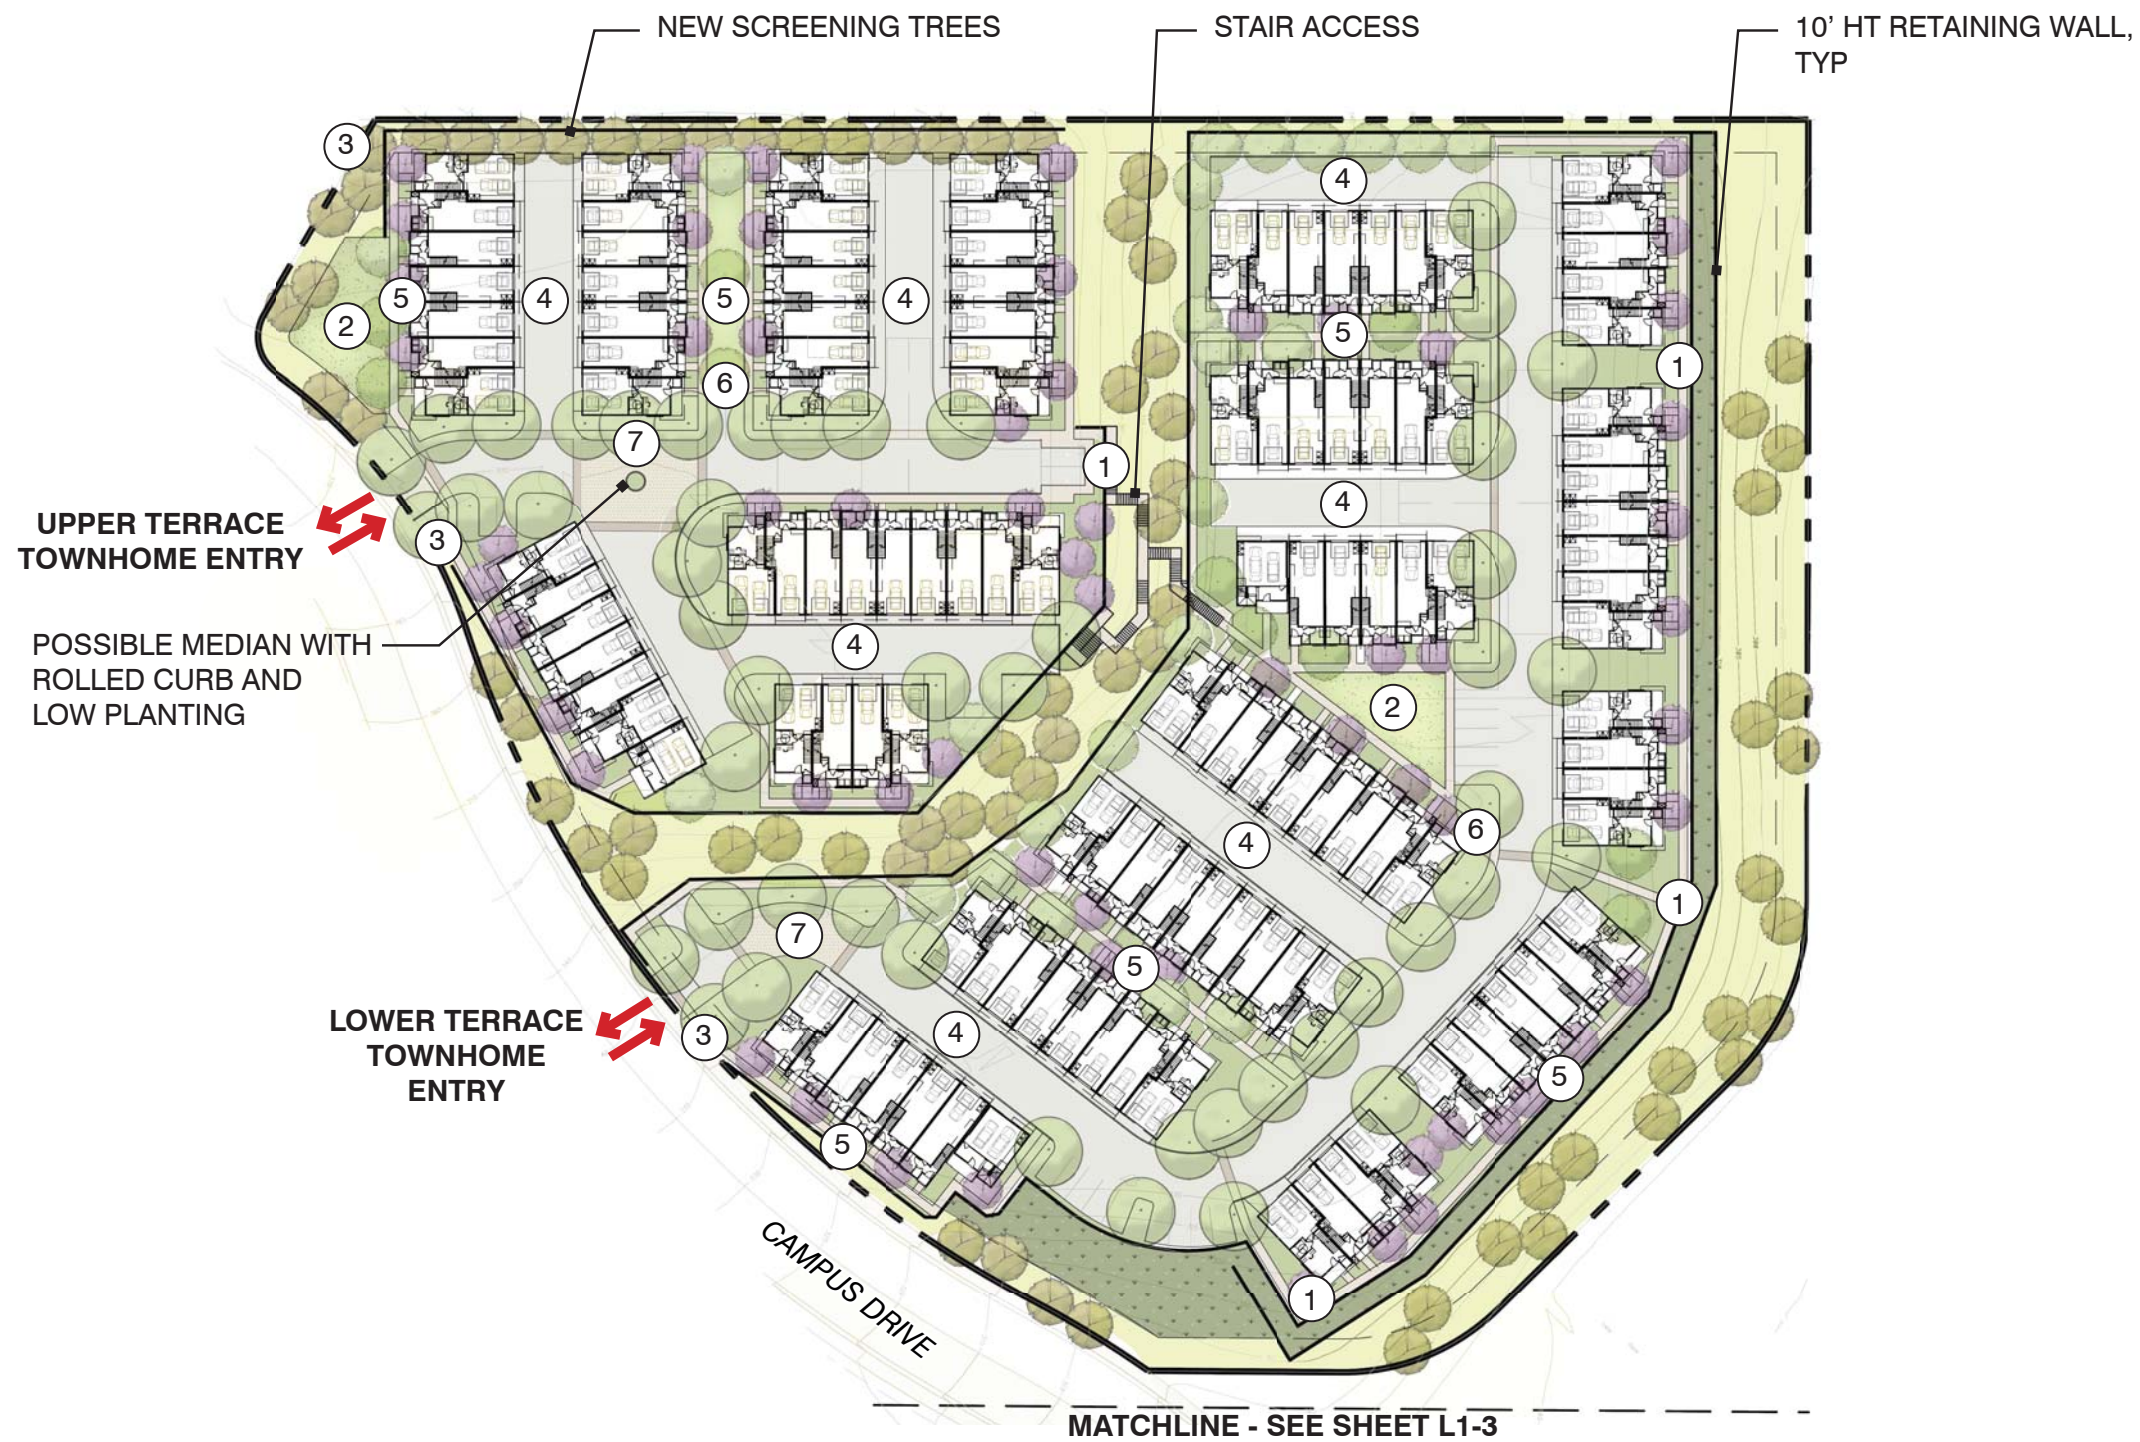 NEW SCREENING TREES
STAIR ACCESS
10’ HT RETAINING WALL,
TYP
3
4
5
4
5
4
2
5
1
6
7
1
4
UPPER TERRACE
TOWNHOME ENTRY
3
POSSIBLE MEDIAN WITH
ROLLED CURB AND
LOW PLANTING
4
2
6
4
1
7
5
LOWER TERRACE
TOWNHOME
ENTRY
3
4
5
5
CAMPUS DRIVE
1
MATCHLINE - SEE SHEET L1-3